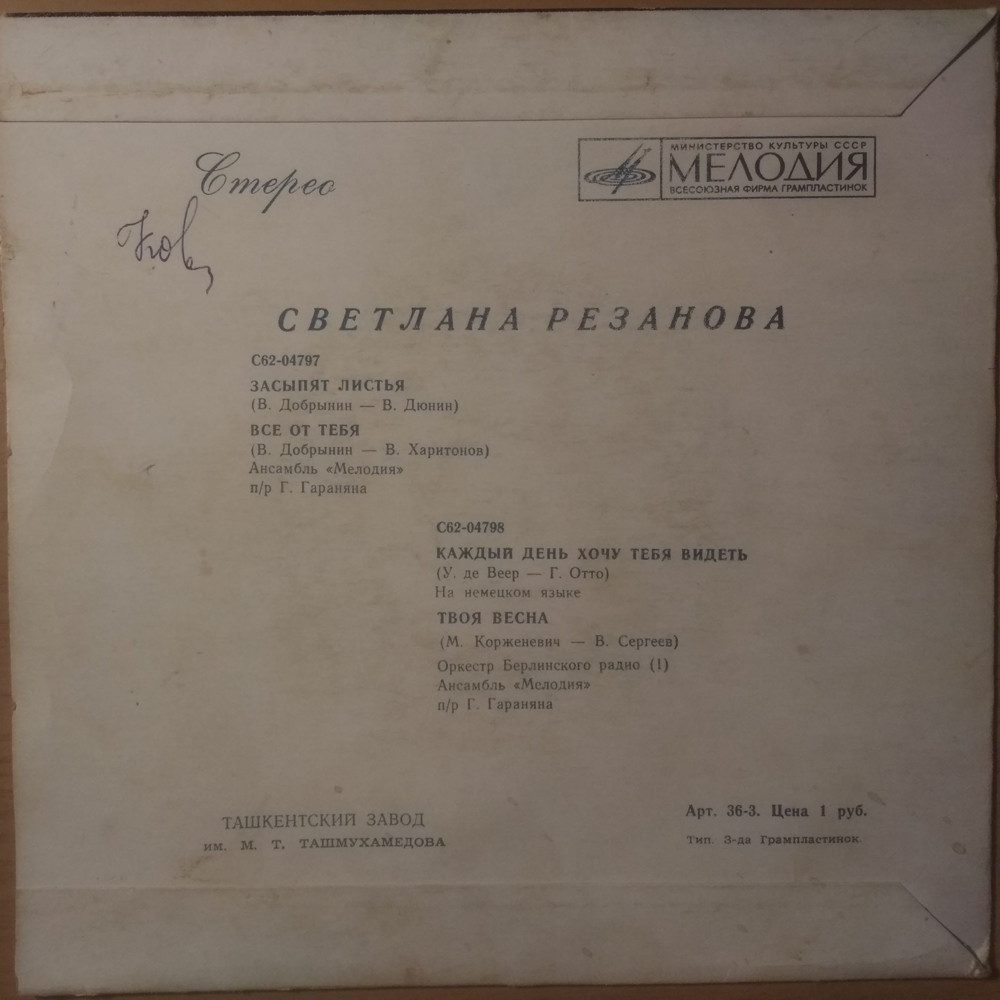 Стерео
МИНИСТЕРСТВО КУЛЬТУРЫ СССР
МЕЛОДИЯ
ВСЕСОЮЗНАЯ ФИРМА ГРАМПЛАСТИНОК
СВЕТЛАНА РЕЗАНОВА
С62-04797
ЗАСЫПЯТ ЛИСТЬЯ
(В. Добрынин — В. Дюнин)
ВСЕ ОТ ТЕБЯ
(В. Добрынин — В. Харитонов)
Ансамбль «Мелодия»
п/р Г. Гараняна
С62-04798
КАЖДЫЙ ДЕНЬ ХОЧУ ТЕБЯ ВИДЕТЬ
(У. де Веер — Г. Отто)
На немецком языке
ТВОЯ ВЕСНА
(М. Корженевич — В. Сергеев)
Оркестр Берлинского радио (1)
Ансамбль «Мелодия»
п/р Г. Гараняна
ТАШКЕНТСКИЙ ЗАВОД
им. М. Т. ТАШМУХАМЕДОВА
Арт. 36-3. Цена 1 руб.
Тип. З-да Грампластинок.